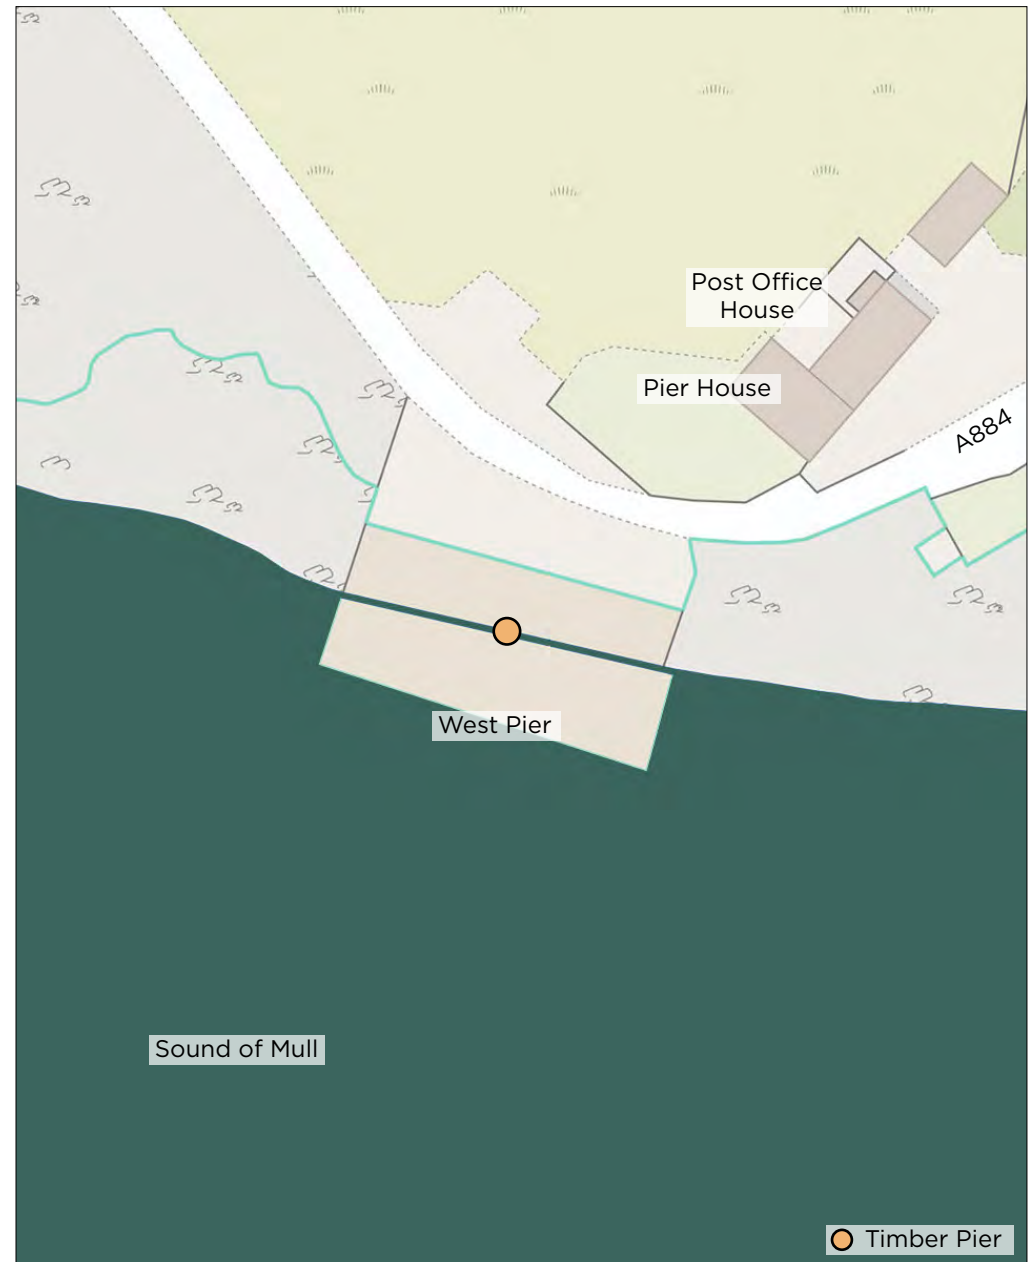 Post Office
House
Pier House
A884
West Pier
Sound of Mull
Timber Pier